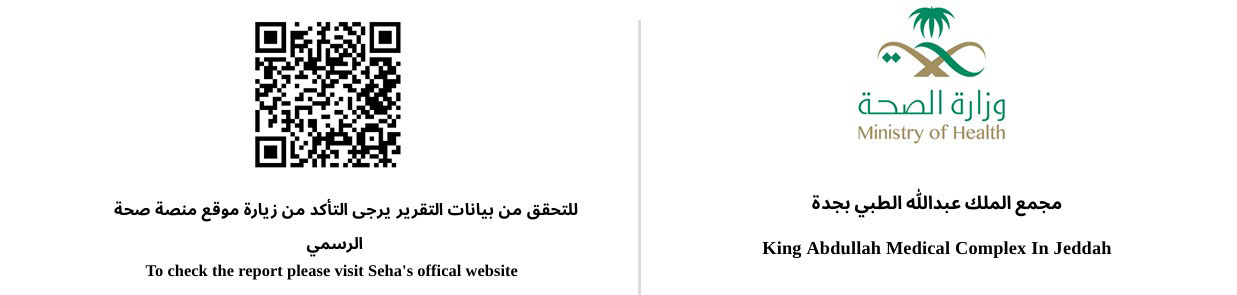 للتحقق من بيانات التقرير يرجى التأكد من زيارة موقع منصة صحة
الرسمي
To check the report please visit Seha's offical website
وزارة الصحة
Ministry of Health
مجمع الملك عبدالله الطبي بجدة
King Abdullah Medical Complex In Jeddah